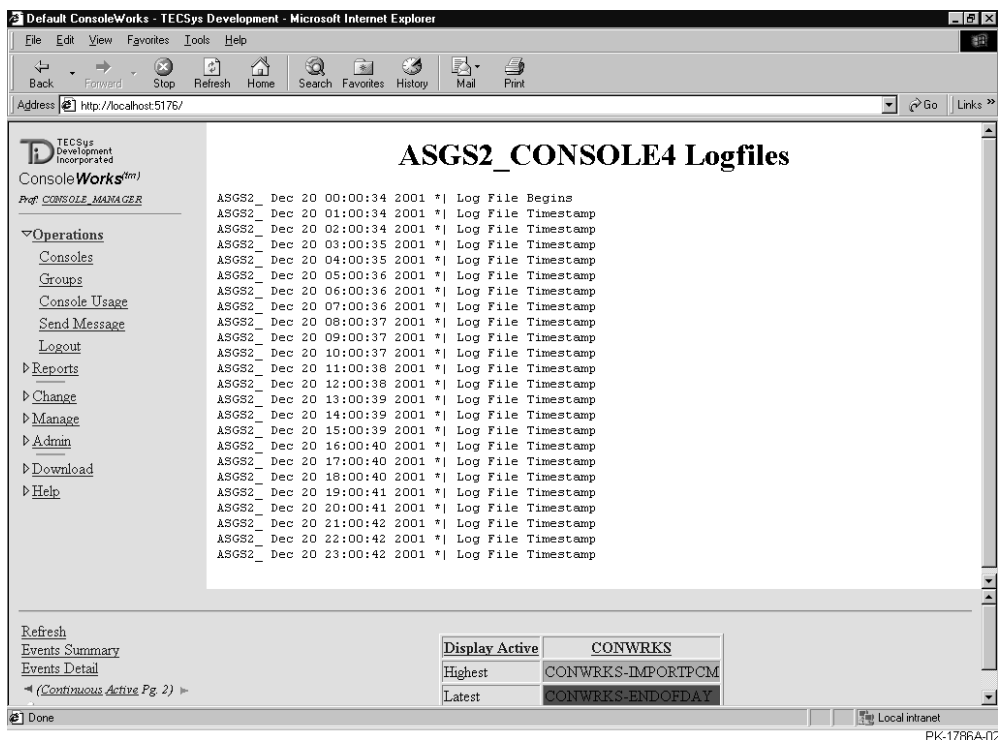 Default ConsoleWorks - TECSys Development - Microsoft Internet Explorer
File Edit View Favorites Tools Help
Back Forward Stop Refresh Home Search Favorites History Mail Print
Address http://localhost:5176/ Go Links »
TECSys
Development
Incorporated
ConsoleWorks(tm)
Prof: CONSOLE_MANAGER
Operations
Consoles
Groups
Console Usage
Send Message
Logout
Reports
Change
Manage
Admin
Download
Help
ASGS2_CONSOLE4 Logfiles
ASGS2_ Dec 20 00:00:34 2001 *| Log File Begins
ASGS2_ Dec 20 01:00:34 2001 *| Log File Timestamp
ASGS2_ Dec 20 02:00:34 2001 *| Log File Timestamp
ASGS2_ Dec 20 03:00:35 2001 *| Log File Timestamp
ASGS2_ Dec 20 04:00:35 2001 *| Log File Timestamp
ASGS2_ Dec 20 05:00:36 2001 *| Log File Timestamp
ASGS2_ Dec 20 06:00:36 2001 *| Log File Timestamp
ASGS2_ Dec 20 07:00:36 2001 *| Log File Timestamp
ASGS2_ Dec 20 08:00:37 2001 *| Log File Timestamp
ASGS2_ Dec 20 09:00:37 2001 *| Log File Timestamp
ASGS2_ Dec 20 10:00:37 2001 *| Log File Timestamp
ASGS2_ Dec 20 11:00:38 2001 *| Log File Timestamp
ASGS2_ Dec 20 12:00:38 2001 *| Log File Timestamp
ASGS2_ Dec 20 13:00:39 2001 *| Log File Timestamp
ASGS2_ Dec 20 14:00:39 2001 *| Log File Timestamp
ASGS2_ Dec 20 15:00:39 2001 *| Log File Timestamp
ASGS2_ Dec 20 16:00:40 2001 *| Log File Timestamp
ASGS2_ Dec 20 17:00:40 2001 *| Log File Timestamp
ASGS2_ Dec 20 18:00:40 2001 *| Log File Timestamp
ASGS2_ Dec 20 19:00:41 2001 *| Log File Timestamp
ASGS2_ Dec 20 20:00:41 2001 *| Log File Timestamp
ASGS2_ Dec 20 21:00:42 2001 *| Log File Timestamp
ASGS2_ Dec 20 22:00:42 2001 *| Log File Timestamp
ASGS2_ Dec 20 23:00:42 2001 *| Log File Timestamp
Refresh
Events Summary
Events Detail
(Continuous Active Pg. 2)
Display Active CONWRKS
Highest CONWRKS-IMPORTPCM
Latest CONWRKS-ENDOFDAY
Done Local intranet
PK-1786A-02